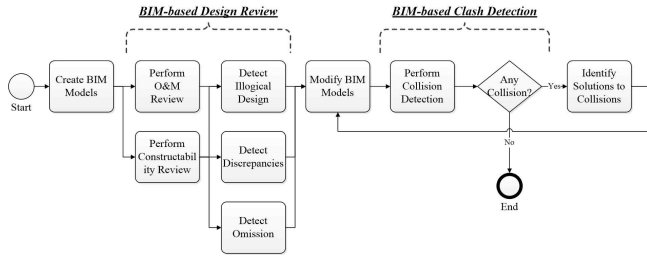 BIM-based Design Review
BIM-based Clash Detection
Start
Create BIM
Models
Perform
O&M
Review
Perform
Constructabil
ity Review
Detect
Illogical
Design
Detect
Discrepancies
Detect
Omission
Modify BIM
Models
Perform
Collision
Detection
Any
Collision?
Yes
No
End
Identify
Solutions to
Collisions